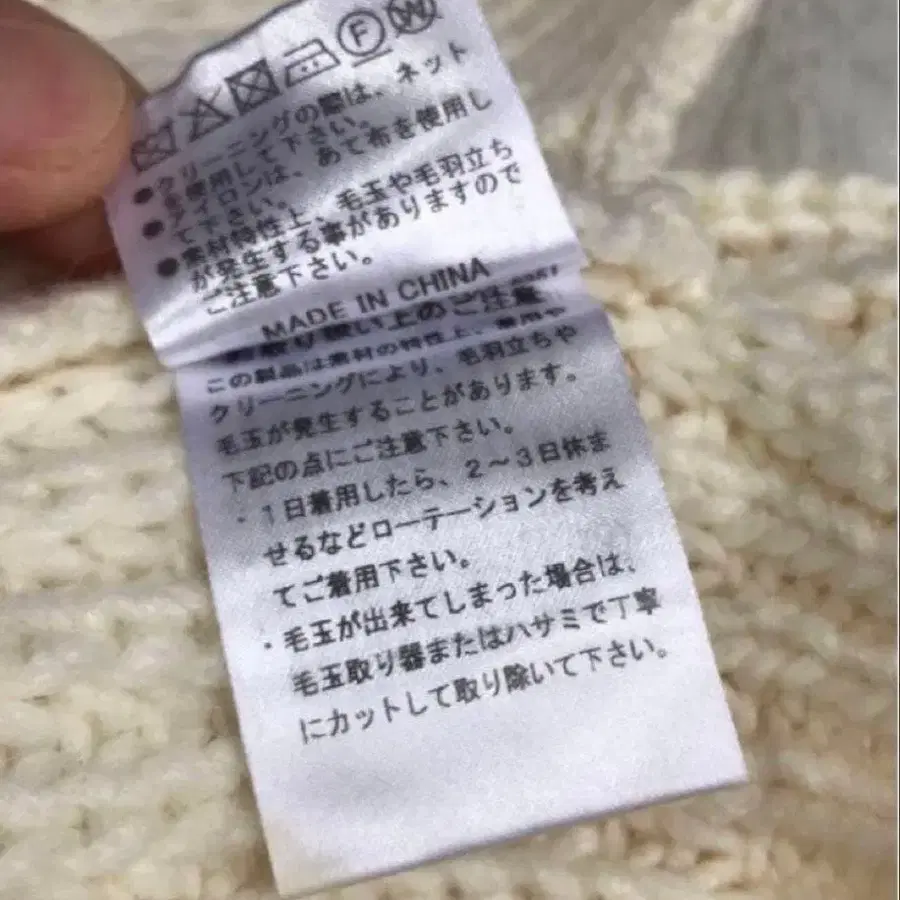 F W
●クリーニングの際は、ネット
を使用して下さい。
●アイロンは、あて布を使用し
て下さい。
●素材特性上、毛玉や毛羽立ち
が発生する事がありますので
ご注意下さい。
MADE IN CHINA
取り扱い上のご注意
この製品は素材の特性上、着用や
クリーニングにより、毛羽立ちや
毛玉が発生することがあります。
下記の点にご注意下さい。
・1日着用したら、2～3日休ま
せるなどローテーションを考え
てご着用下さい。
・毛玉が出来てしまった場合は、
毛玉取り器またはハサミで丁寧
にカットして取り除いて下さい。